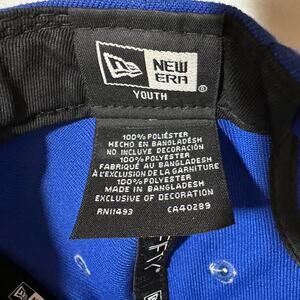 NEW
ERA
YOUTH
®
100% POLIÉSTER
HECHO EN BANGLADESH
NO INCLUYE DECORACIÓN
100% POLYESTER
FABRIQUÉ AU BANGLADESH
À L'EXCLUSION DE LA GARNITURE
100% POLYESTER
MADE IN BANGLADESH
EXCLUSIVE OF DECORATION
RN11493 CA40289